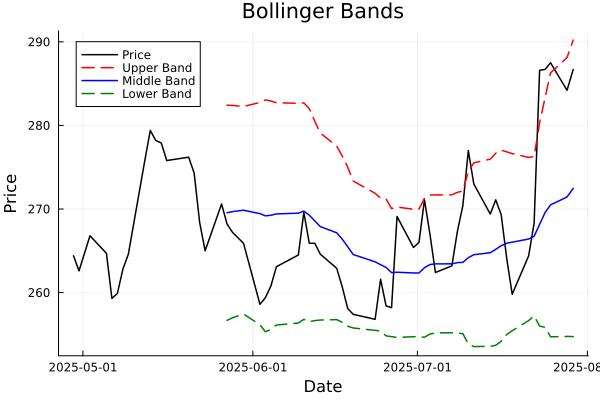 Bollinger Bands
290
280
270
260
Price
Price
Upper Band
Middle Band
Lower Band
2025-05-01
2025-06-01
2025-07-01
2025-08
Date